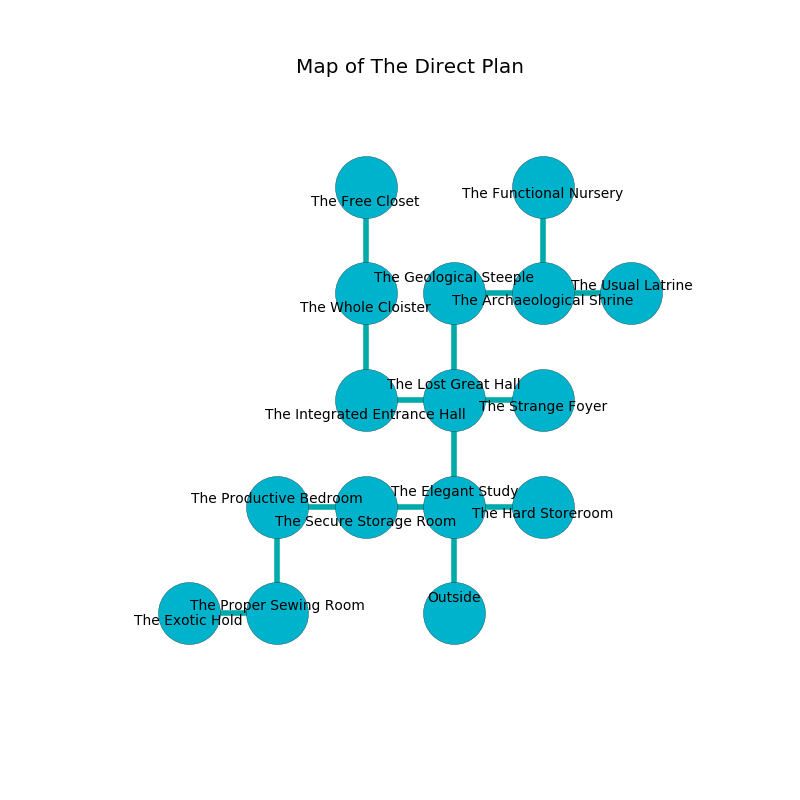 Map of The Direct Plan
The Free Closet
The Functional Nursery
The Geological Steeple
The Usual Latrine
The Archaeological Shrine
The Whole Cloister
The Lost Great Hall
The Strange Foyer
The Integrated Entrance Hall
The Elegant Study
The Productive Bedroom
The Hard Storeroom
The Secure Storage Room
Outside
The Proper Sewing Room
The Exotic Hold